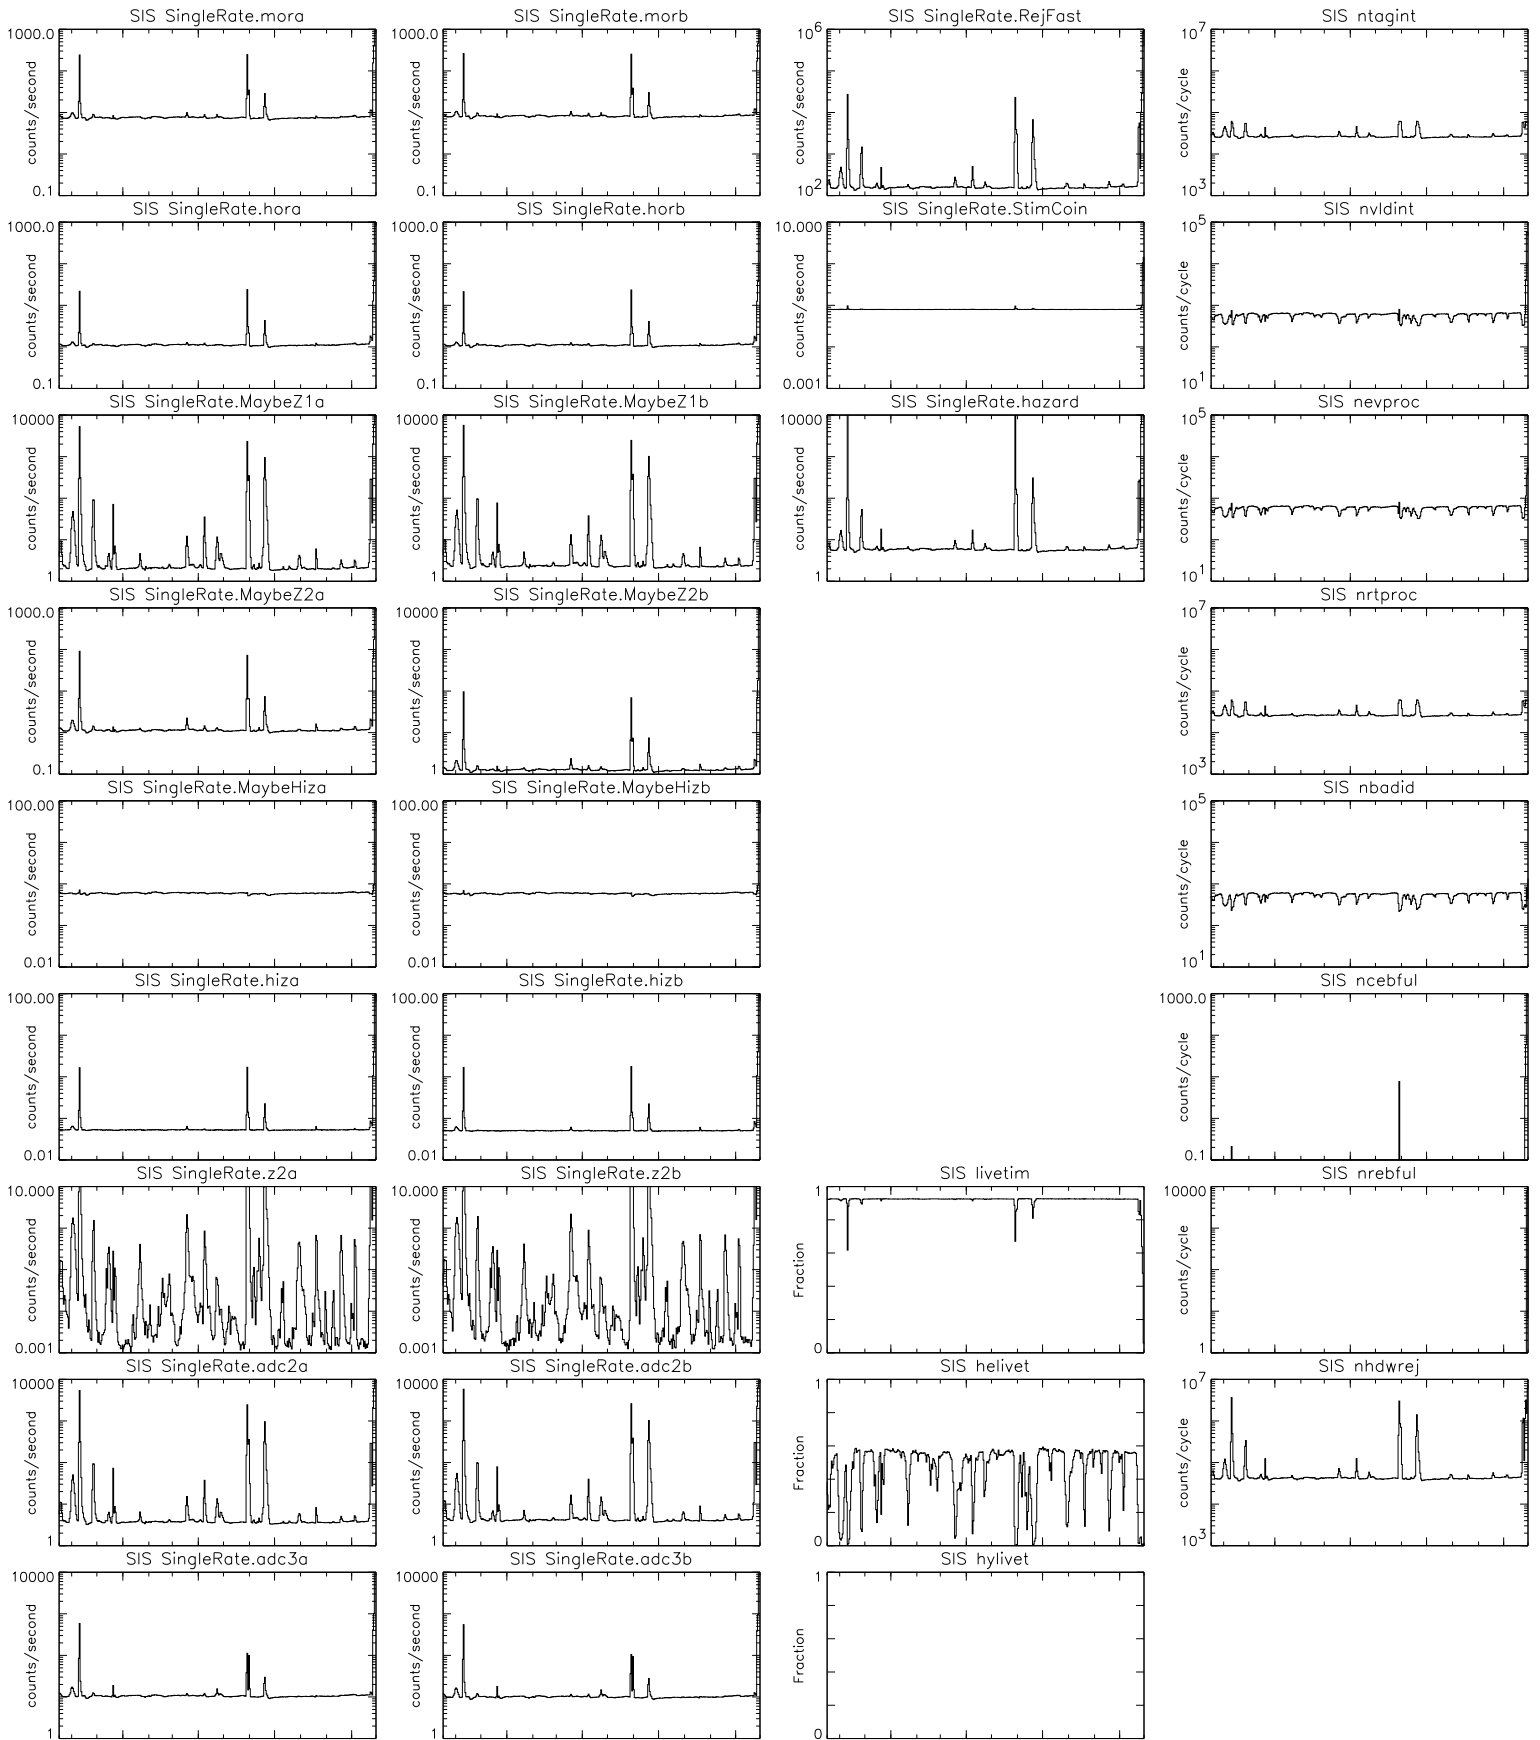 SIS SingleRate.mora
1000.0
counts/second
0.1
SIS SingleRate.morb
1000.0
counts/second
0.1
SIS SingleRate.RejFast
10^6
counts/second
10^2
SIS ntagint
10^7
counts/cycle
10^3
SIS SingleRate.hora
1000.0
counts/second
0.1
SIS SingleRate.horb
1000.0
counts/second
0.1
SIS SingleRate.StimCoin
10.000
counts/second
0.001
SIS nvldint
10^5
counts/cycle
10^1
SIS SingleRate.MaybeZ1a
10000
counts/second
1
SIS SingleRate.MaybeZ1b
10000
counts/second
1
SIS SingleRate.hazard
10000
counts/second
1
SIS nevproc
10^5
counts/cycle
10^1
SIS SingleRate.MaybeZ2a
1000.0
counts/second
0.1
SIS SingleRate.MaybeZ2b
10000
counts/second
1
SIS nrtproc
10^7
counts/cycle
10^3
SIS SingleRate.MaybeHiza
100.00
counts/second
0.01
SIS SingleRate.MaybeHizb
100.00
counts/second
0.01
SIS nbadid
10^5
counts/cycle
10^1
SIS SingleRate.hiza
100.00
counts/second
0.01
SIS SingleRate.hizb
100.00
counts/second
0.01
SIS ncebful
1000.0
counts/cycle
0.1
SIS SingleRate.z2a
10.000
counts/second
0.001
SIS SingleRate.z2b
10.000
counts/second
0.001
SIS livetim
1
Fraction
0
SIS nrebful
10000
counts/cycle
1
SIS SingleRate.adc2a
10000
counts/second
1
SIS SingleRate.adc2b
10000
counts/second
1
SIS helivet
1
Fraction
0
SIS nhdwrej
10^7
counts/cycle
10^3
SIS SingleRate.adc3a
10000
counts/second
1
SIS SingleRate.adc3b
10000
counts/second
1
SIS hylivet
1
Fraction
0